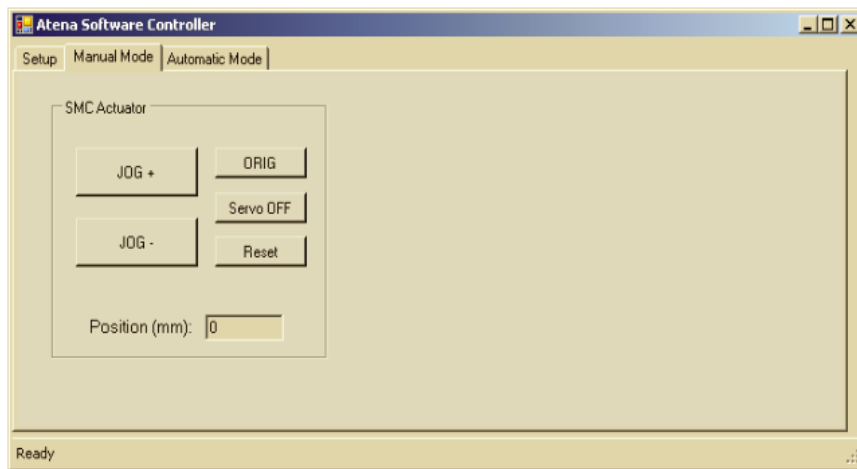 Atena Software Controller
Setup Manual Mode Automatic Mode
SMC Actuator
JOG +
ORIG
Servo OFF
JOG -
Reset
Position (mm): 0
Ready